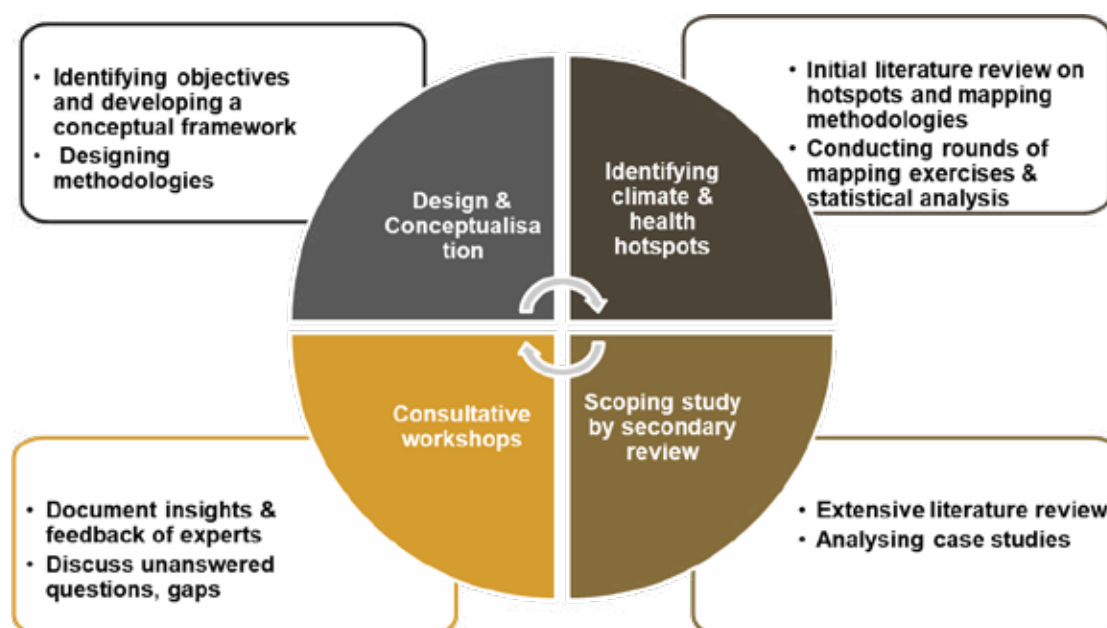 • Identifying objectives
and developing a
conceptual framework
• Designing
methodologies
• Initial literature review on
hotspots and mapping
methodologies
• Conducting rounds of
mapping exercises &
statistical analysis
Design &
Conceptualisa
tion
Identifying
climate &
health
hotspots
Consultative
workshops
Scoping study
by secondary
review
• Document insights &
feedback of experts
• Discuss unanswered
questions, gaps
• Extensive literature review
• Analysing case studies